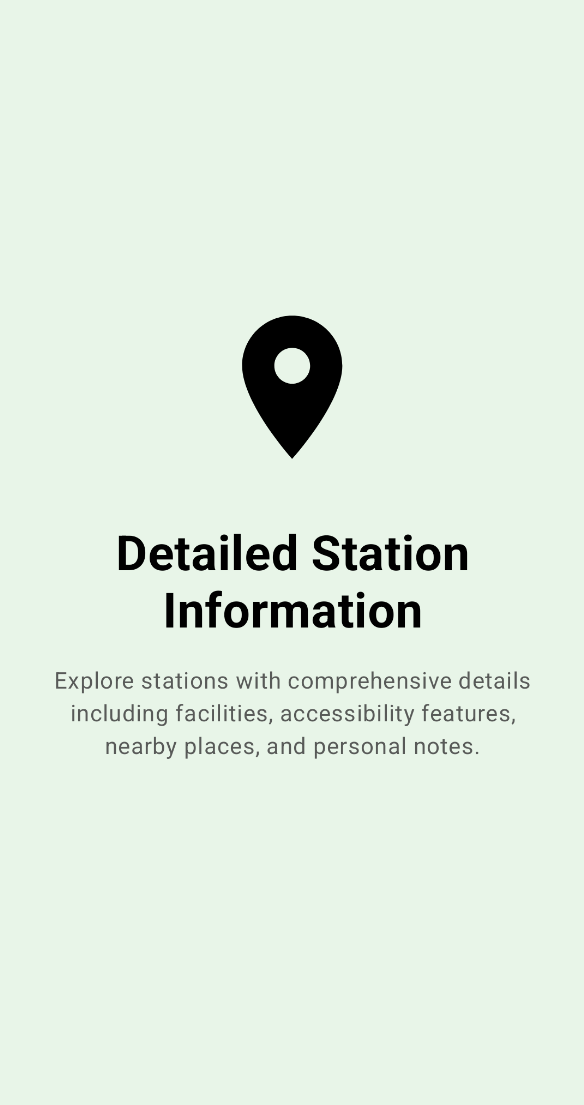 Detailed Station
Information
Explore stations with comprehensive details
including facilities, accessibility features,
nearby places, and personal notes.